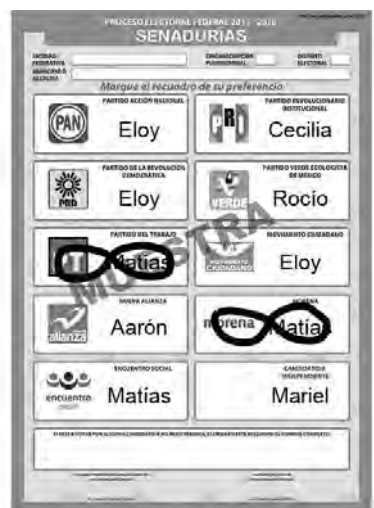 PROCESO ELECTORAL FEDERAL 2017 - 2018
SENADURÍAS
ENTIDAD FEDERATIVA
CIRCUNSCRIPCIÓN PLURINOMINAL
DISTRITO ELECTORAL
MUNICIPIO O
Marque el recuadro de su preferencia
PARTIDO ACCIÓN NACIONAL
PAN
Eloy
PARTIDO REVOLUCIONARIO INSTITUCIONAL
PRI
Cecilia
PARTIDO DE LA REVOLUCIÓN DEMOCRÁTICA
PRD
Eloy
PARTIDO VERDE ECOLOGISTA DE MÉXICO
VERDE
Rocío
PARTIDO DEL TRABAJO
PT
Matías
MOVIMIENTO CIUDADANO
MOVIMIENTO CIUDADANO
Eloy
MUESTRA
NUEVA ALIANZA
alianza
Aarón
MORENA
morena
Matías
ENCUENTRO SOCIAL
encuentro
social
Matías
CANDIDATO/A INDEPENDIENTE
Mariel